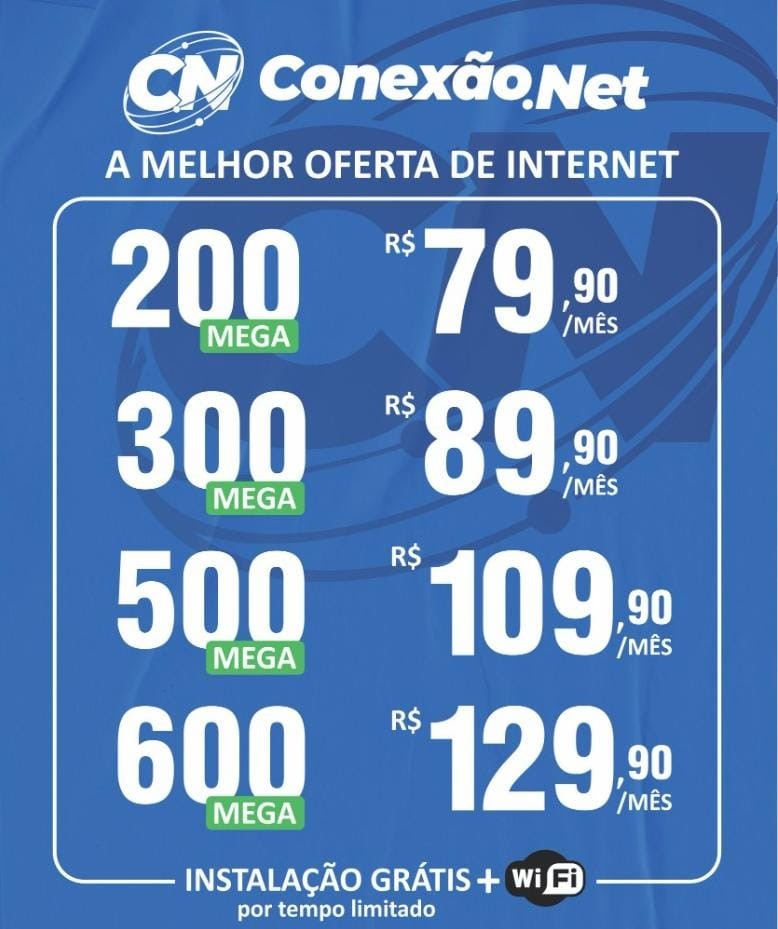 CN Conexão.Net
A MELHOR OFERTA DE INTERNET
200 MEGA R$ 79,90 /MÊS
300 MEGA R$ 89,90 /MÊS
500 MEGA R$ 109,90 /MÊS
600 MEGA R$ 129,90 /MÊS
INSTALAÇÃO GRÁTIS + WiFi
por tempo limitado